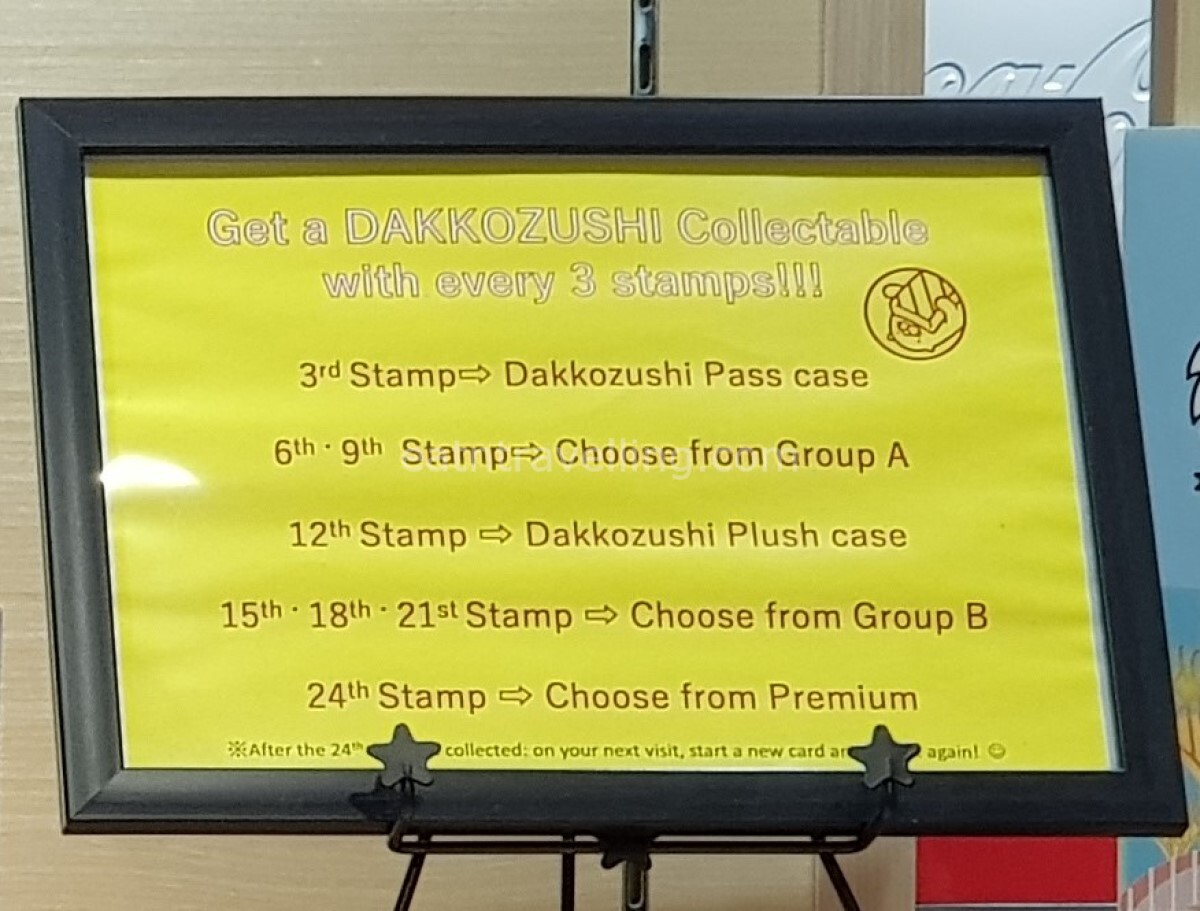 Get a DAKKOZUSHI Collectable
with every 3 stamps!!!
3rd Stamp⇨ Dakkozushi Pass case
6th・9th Stamp⇨ Choose from Group A
12th Stamp ⇨ Dakkozushi Plush case
15th・18th・21st Stamp ⇨ Choose from Group B
24th Stamp ⇨ Choose from Premium
※After the 24th collected: on your next visit, start a new card again! ☺